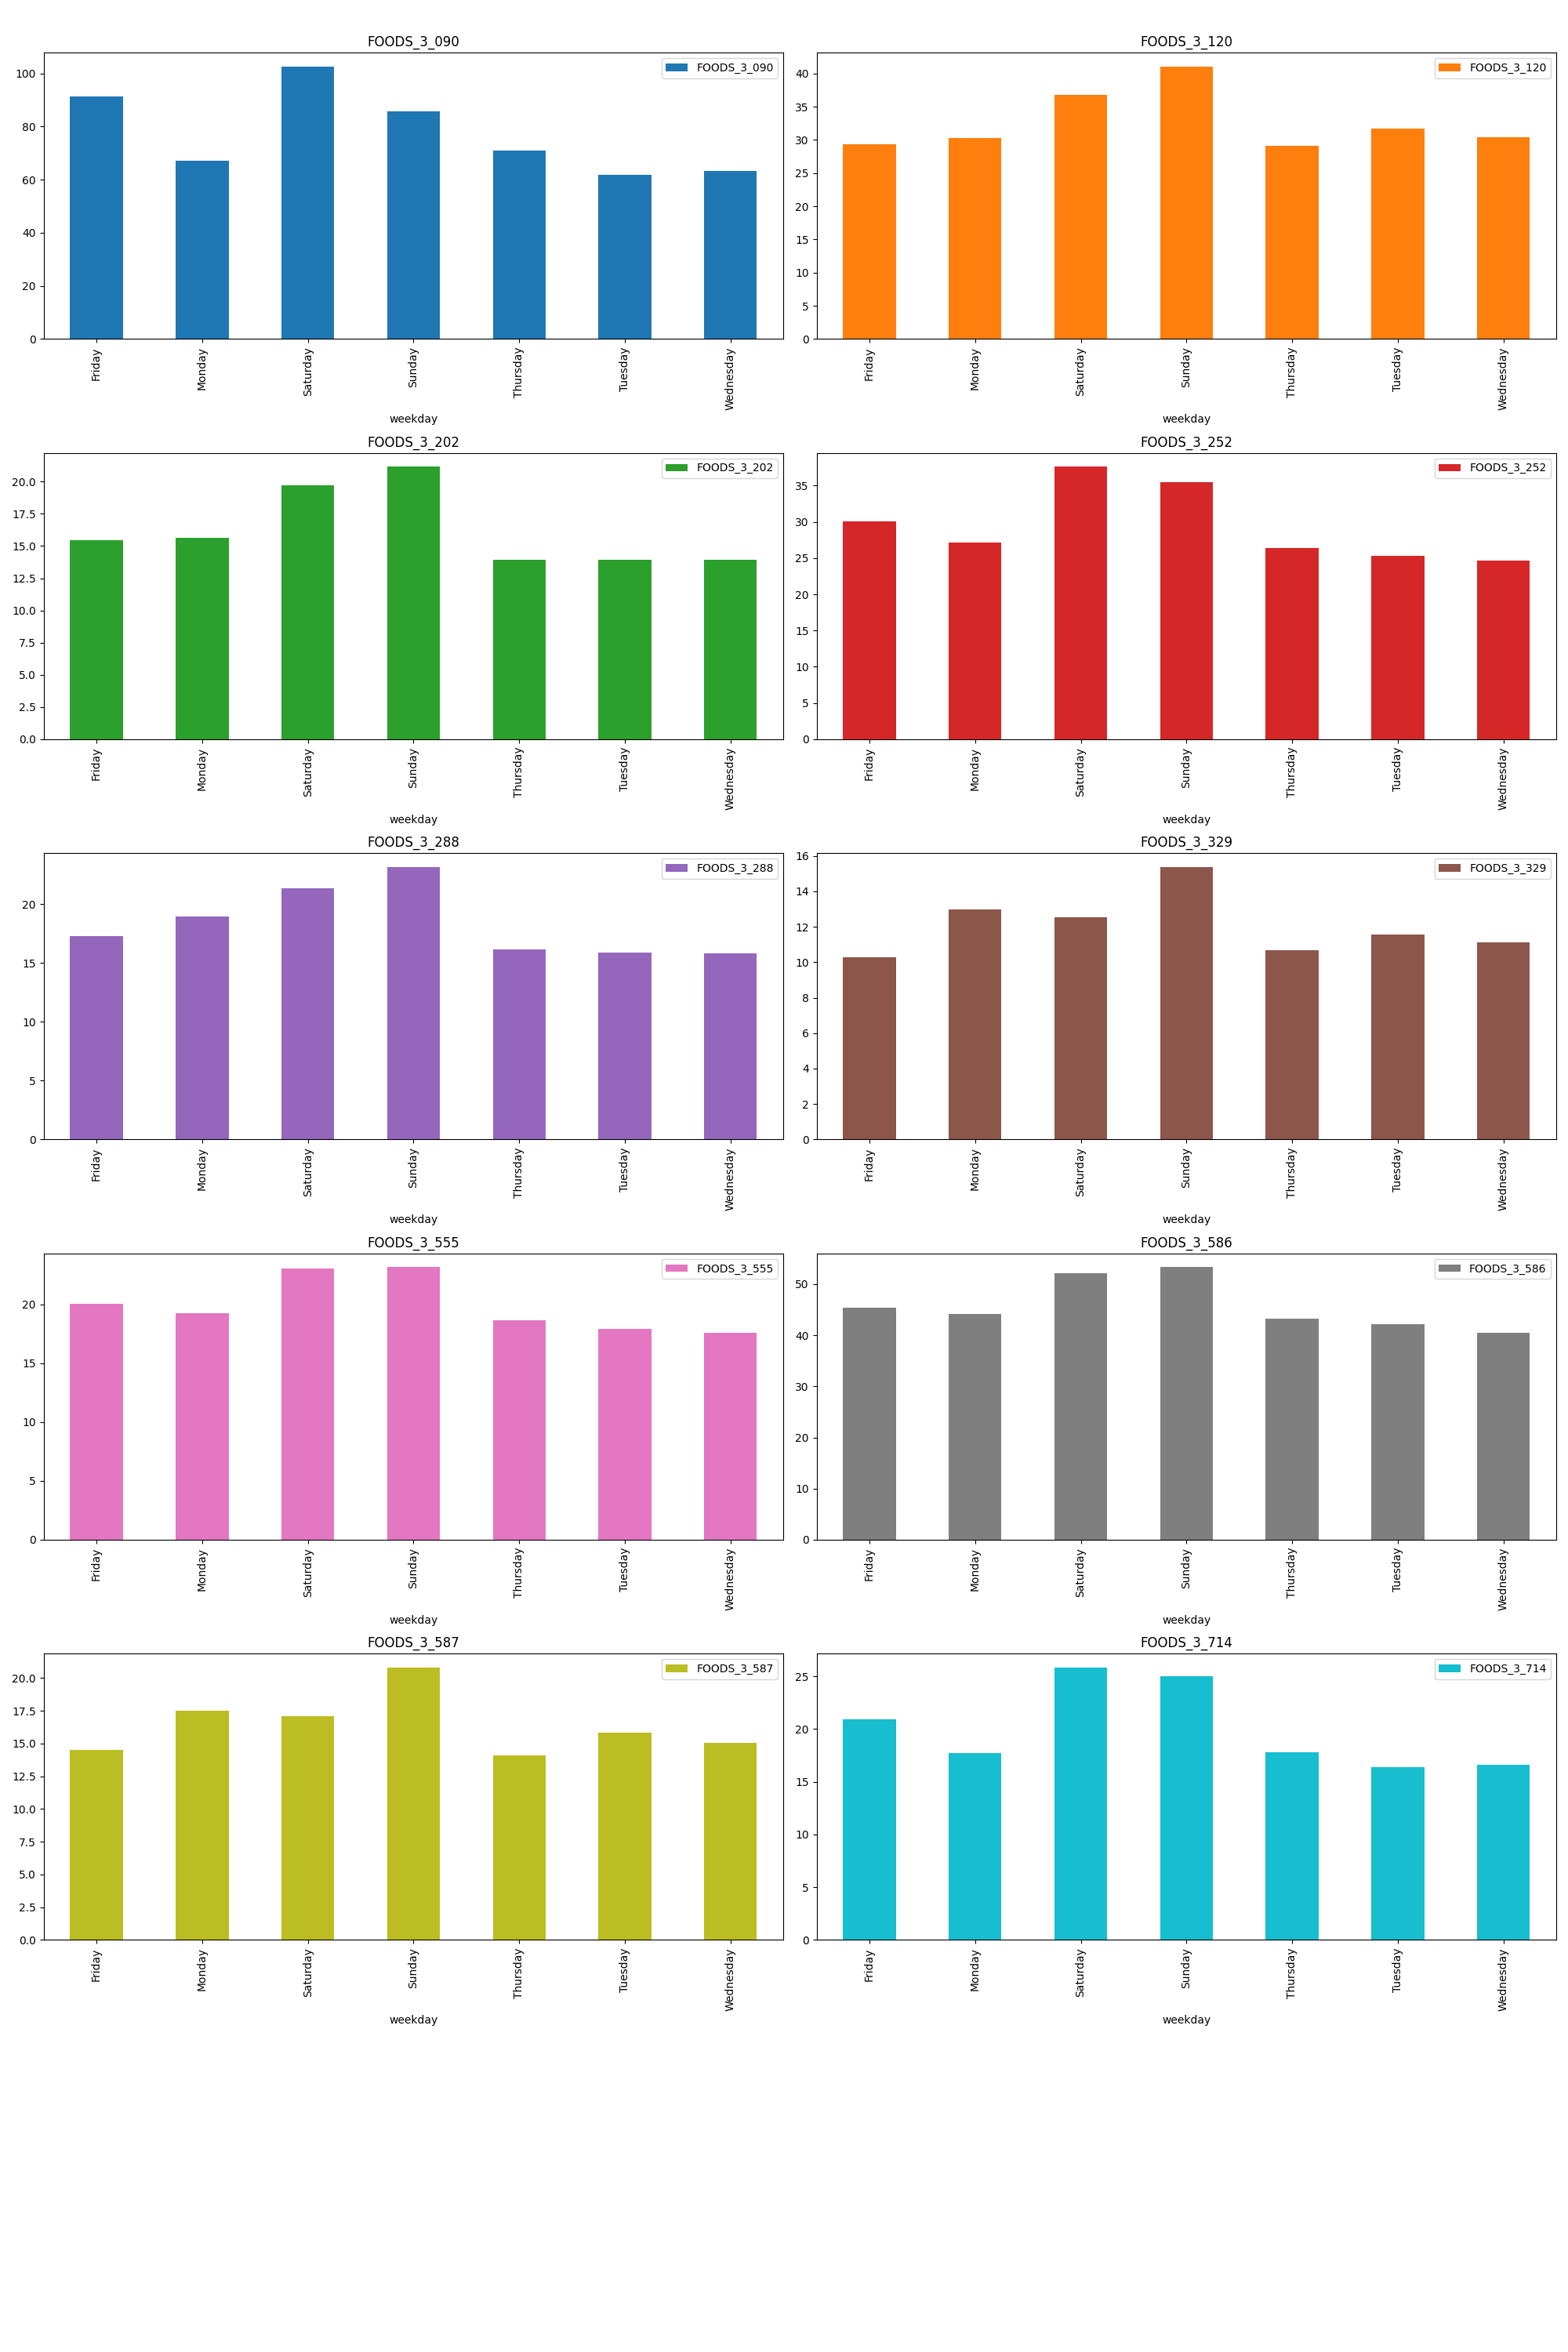 FOODS_3_090
FOODS_3_090
100
80
60
40
20
0
Friday
Monday
Saturday
Sunday
Thursday
Tuesday
Wednesday
weekday
FOODS_3_120
FOODS_3_120
40
35
30
25
20
15
10
5
0
Friday
Monday
Saturday
Sunday
Thursday
Tuesday
Wednesday
weekday
FOODS_3_202
FOODS_3_202
20.0
17.5
15.0
12.5
10.0
7.5
5.0
2.5
0.0
Friday
Monday
Saturday
Sunday
Thursday
Tuesday
Wednesday
weekday
FOODS_3_252
FOODS_3_252
35
30
25
20
15
10
5
0
Friday
Monday
Saturday
Sunday
Thursday
Tuesday
Wednesday
weekday
FOODS_3_288
FOODS_3_288
20
15
10
5
0
Friday
Monday
Saturday
Sunday
Thursday
Tuesday
Wednesday
weekday
FOODS_3_329
FOODS_3_329
16
14
12
10
8
6
4
2
0
Friday
Monday
Saturday
Sunday
Thursday
Tuesday
Wednesday
weekday
FOODS_3_555
FOODS_3_555
20
15
10
5
0
Friday
Monday
Saturday
Sunday
Thursday
Tuesday
Wednesday
weekday
FOODS_3_586
FOODS_3_586
50
40
30
20
10
0
Friday
Monday
Saturday
Sunday
Thursday
Tuesday
Wednesday
weekday
FOODS_3_587
FOODS_3_587
20.0
17.5
15.0
12.5
10.0
7.5
5.0
2.5
0.0
Friday
Monday
Saturday
Sunday
Thursday
Tuesday
Wednesday
weekday
FOODS_3_714
FOODS_3_714
25
20
15
10
5
0
Friday
Monday
Saturday
Sunday
Thursday
Tuesday
Wednesday
weekday